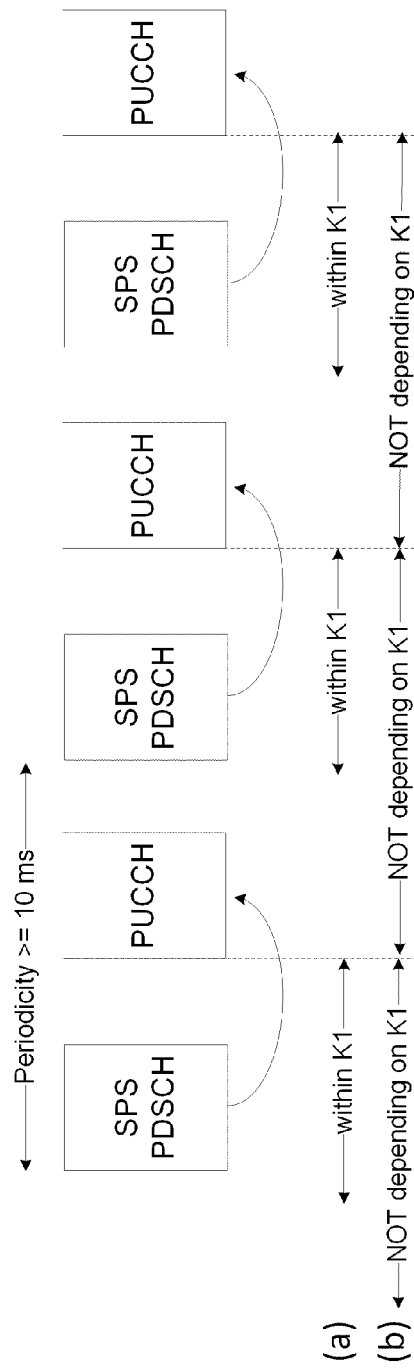 Periodicity >= 10 ms
SPS
PDSCH
PUCCH
SPS
PDSCH
PUCCH
SPS
PDSCH
PUCCH
(a)
within K1
within K1
within K1
(b)
NOT depending on K1
NOT depending on K1
NOT depending on K1